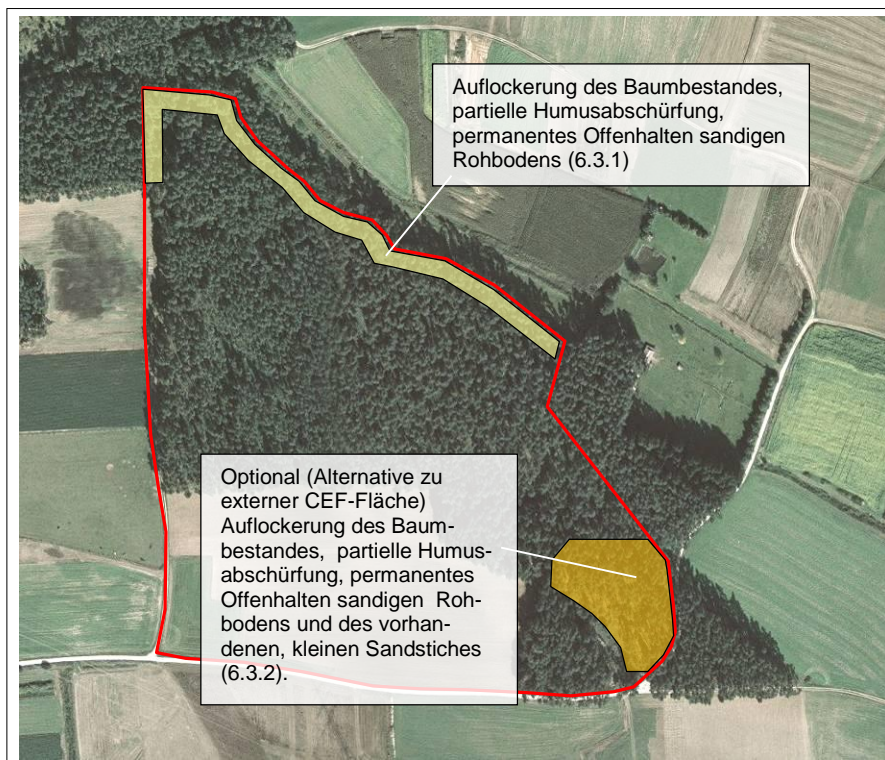 Auflockerung des Baumbestandes,
partielle Humusabschürfung,
permanentes Offenhalten sandigen
Rohbodens (6.3.1)
Optional (Alternative zu
externer CEF-Fläche)
Auflockerung des Baum-
bestandes, partielle Humus-
abschürfung, permanentes
Offenhalten sandigen Roh-
bodens und des vorhan-
denen, kleinen Sandstiches
(6.3.2).